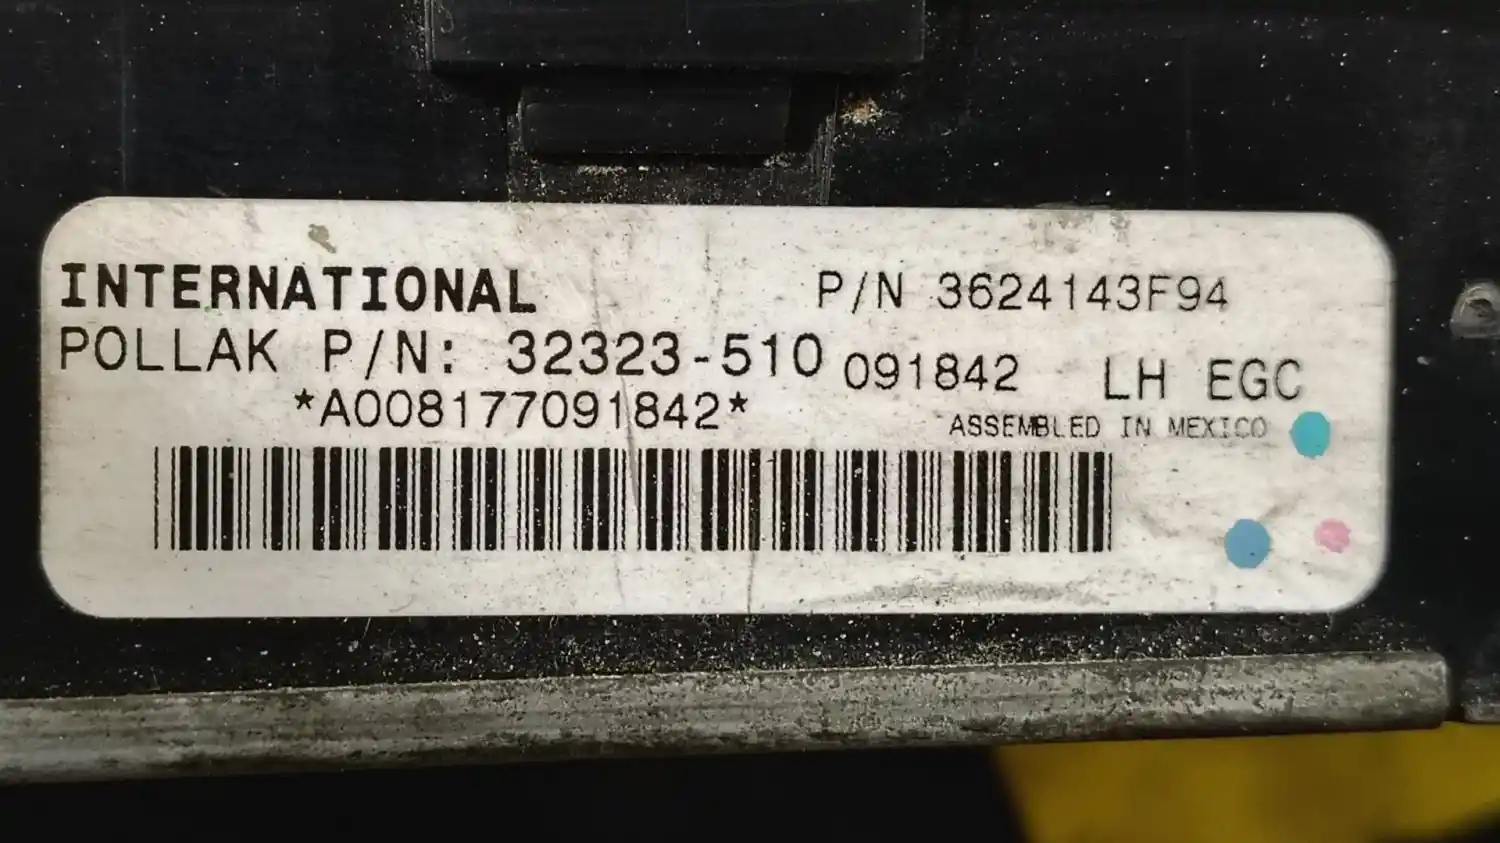 INTERNATIONAL P/N 3624143F94
POLLAK P/N: 32323-510 091842 LH EGC
*A008177091842*
ASSEMBLED IN MEXICO